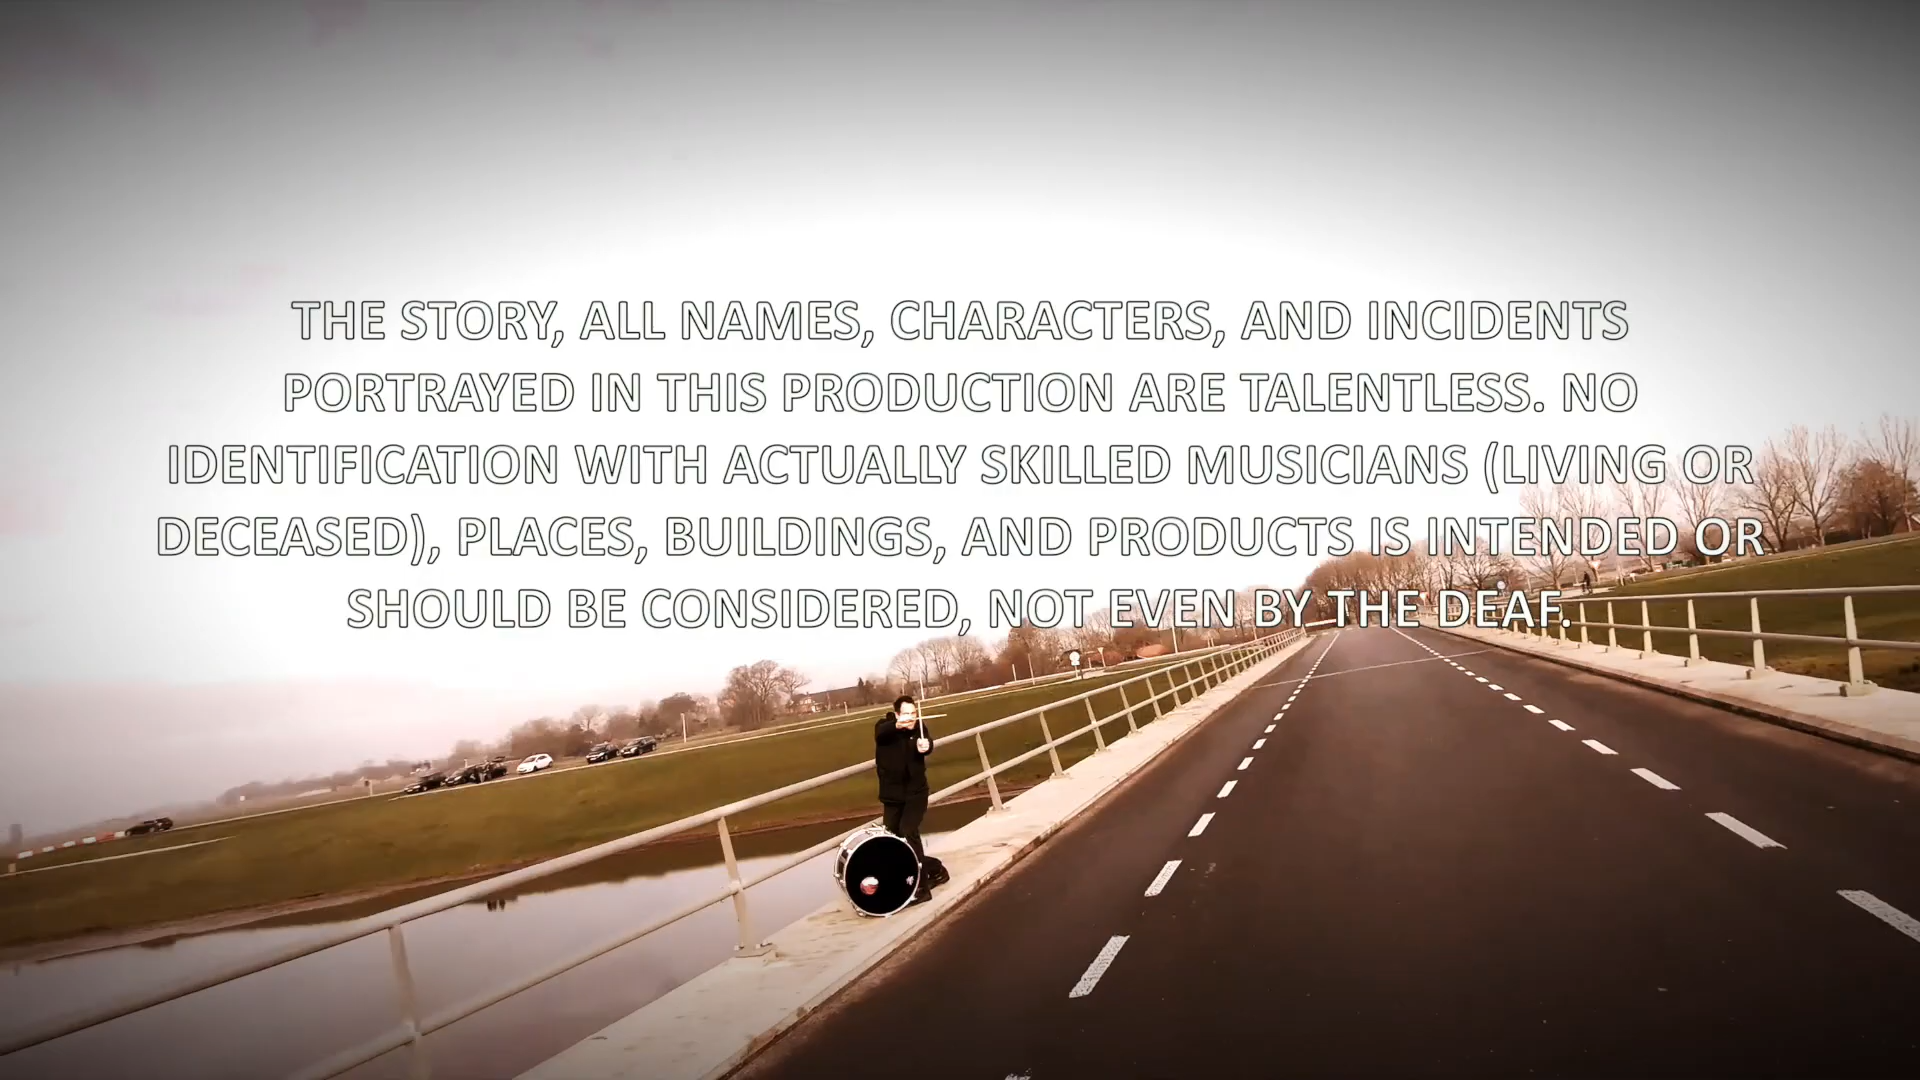 THE STORY, ALL NAMES, CHARACTERS, AND INCIDENTS
PORTRAYED IN THIS PRODUCTION ARE TALENTLESS. NO
IDENTIFICATION WITH ACTUALLY SKILLED MUSICIANS (LIVING OR
DECEASED), PLACES, BUILDINGS, AND PRODUCTS IS INTENDED OR
SHOULD BE CONSIDERED, NOT EVEN BY THE DEAF.